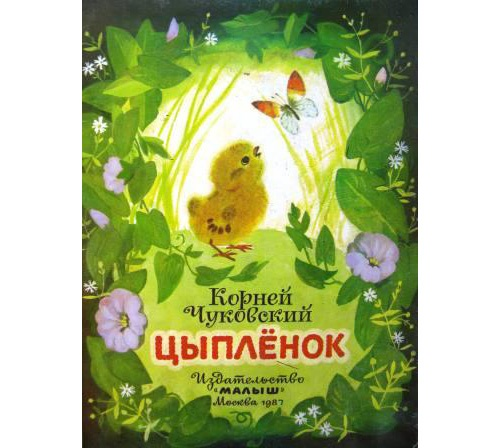 Корней
Чуковский
ЦЫПЛЁНОК
Издательство
«МАЛЫШ»
Москва 1987